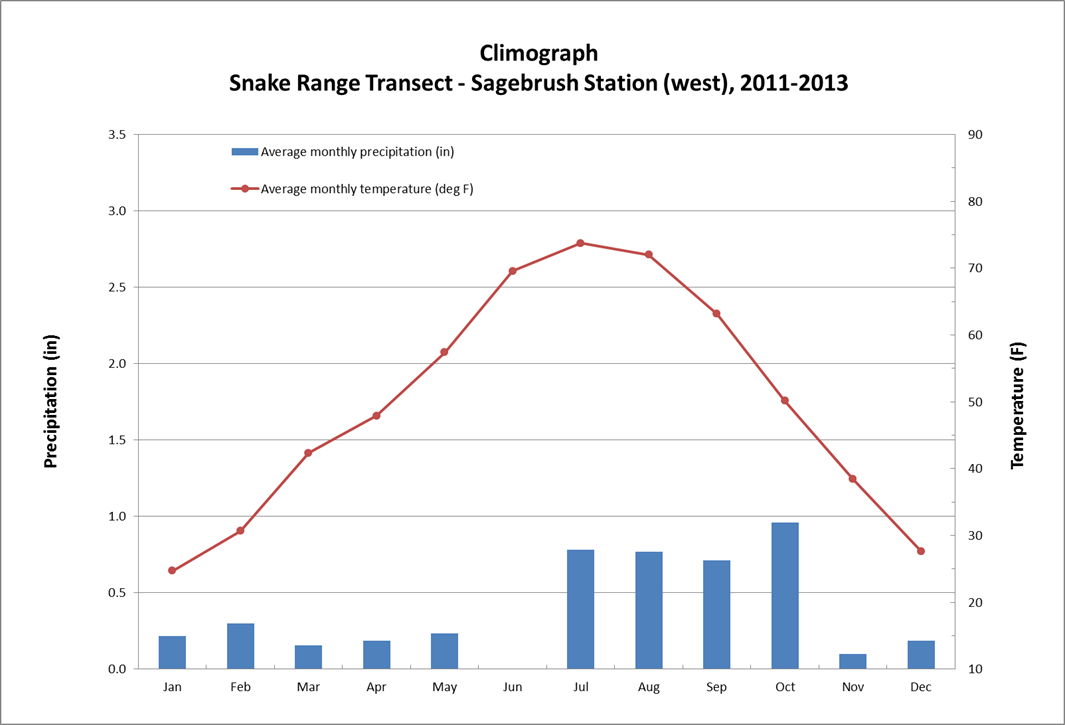 Climograph
Snake Range Transect - Sagebrush Station (west), 2011-2013
3.5
3.0
2.5
2.0
1.5
1.0
0.5
0.0
Precipitation (in)
Average monthly precipitation (in)
Average monthly temperature (deg F)
90
80
70
60
50
40
30
20
10
Temperature (F)
Jan Feb Mar Apr May Jun Jul Aug Sep Oct Nov Dec